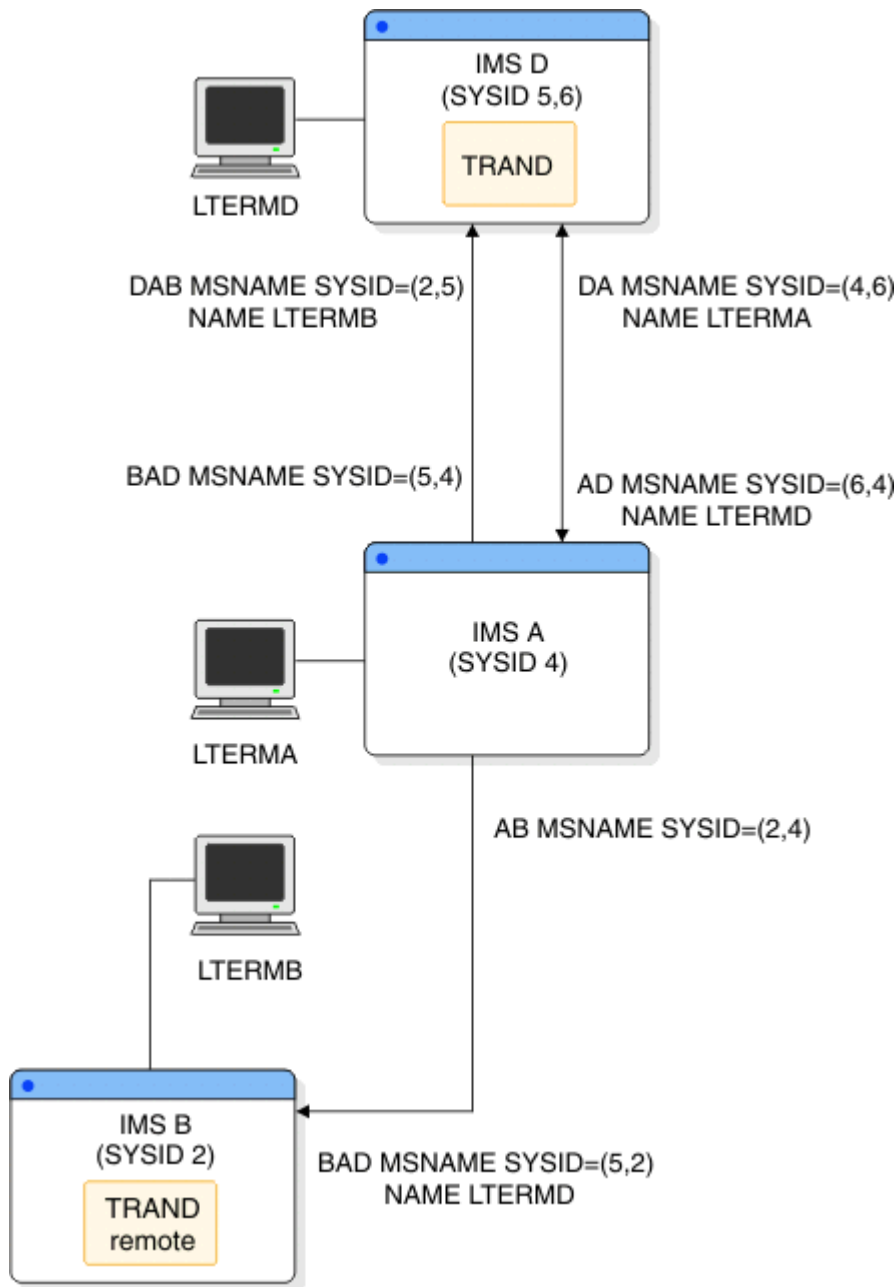 IMS D
(SYSID 5,6)
TRAND
LTERMD
DAB MSNAME SYSID=(2,5)
NAME LTERMB
DA MSNAME SYSID=(4,6)
NAME LTERMA
BAD MSNAME SYSID=(5,4)
AD MSNAME SYSID=(6,4)
NAME LTERMD
IMS A
(SYSID 4)
LTERMA
AB MSNAME SYSID=(2,4)
LTERMB
IMS B
(SYSID 2)
TRAND
remote
BAD MSNAME SYSID=(5,2)
NAME LTERMD